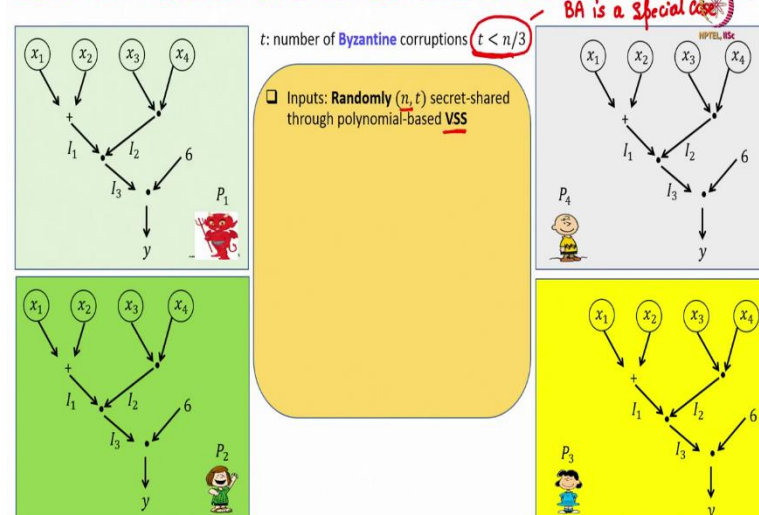 BA is a special case
NPTEL, IISc
t: number of Byzantine corruptions t < n/3
x₁ x₂ x₃ x₄
+
I₁ I₂
I₃ 6
P₁
y
❑ Inputs: Randomly (n, t) secret-shared
through polynomial-based VSS
x₁ x₂ x₃ x₄
+
I₁ I₂
I₃ 6
P₄
y
x₁ x₂ x₃ x₄
+
I₁ I₂
I₃ 6
P₂
y
x₁ x₂ x₃ x₄
+
I₁ I₂
I₃ 6
P₃
y